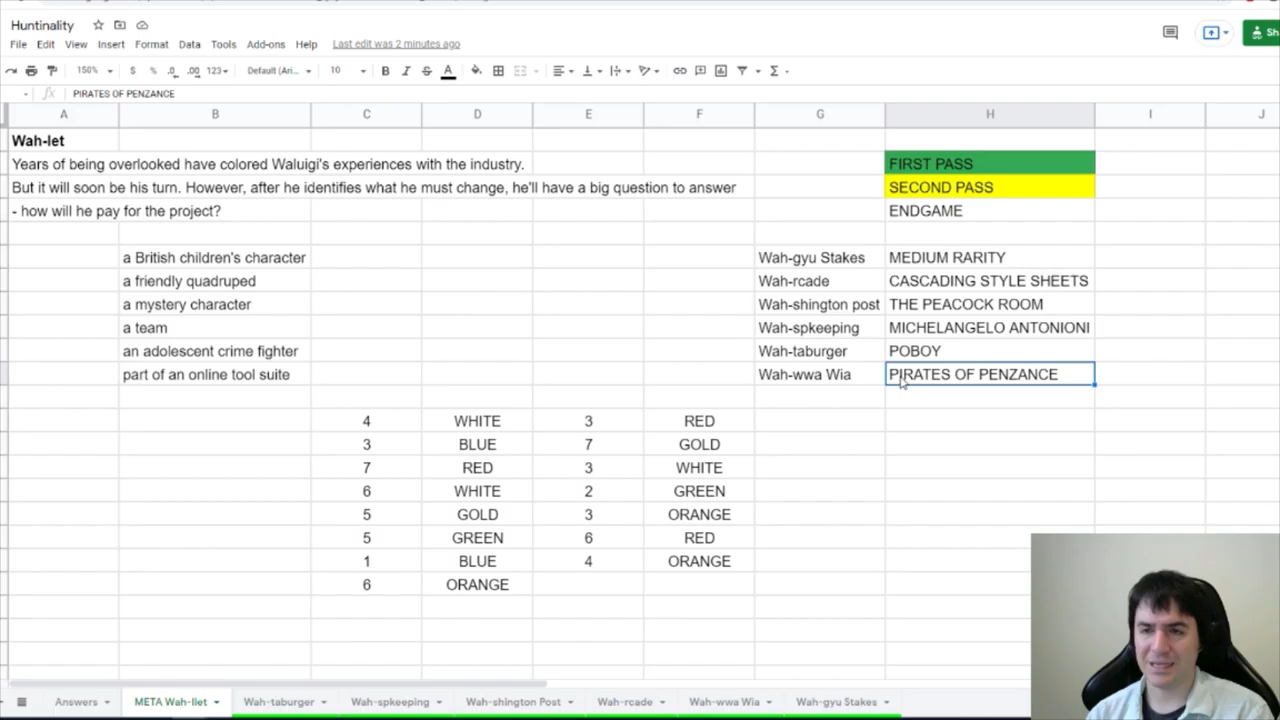 Huntinality
File Edit View Insert Format Data Tools Add-ons Help Last edit was 2 minutes ago
150% $ % .0 .00 123 Default (Ari... 10 B I S A
fx PIRATES OF PENZANCE
A B C D E F G H I J
Wah-let
Years of being overlooked have colored Waluigi's experiences with the industry. FIRST PASS
But it will soon be his turn. However, after he identifies what he must change, he'll have a big question to answer SECOND PASS
- how will he pay for the project? ENDGAME
a British children's character Wah-gyu Stakes MEDIUM RARITY
a friendly quadruped Wah-rcade CASCADING STYLE SHEETS
a mystery character Wah-shington post THE PEACOCK ROOM
a team Wah-spkeeping MICHELANGELO ANTONIONI
an adolescent crime fighter Wah-taburger POBOY
part of an online tool suite Wah-wwa Wia PIRATES OF PENZANCE
4 WHITE 3 RED
3 BLUE 7 GOLD
7 RED 3 WHITE
6 WHITE 2 GREEN
5 GOLD 3 ORANGE
5 GREEN 6 RED
1 BLUE 4 ORANGE
6 ORANGE
Answers META Wah-llet Wah-taburger Wah-spkeeping Wah-shington Post Wah-rcade Wah-wwa Wia Wah-gyu Stakes